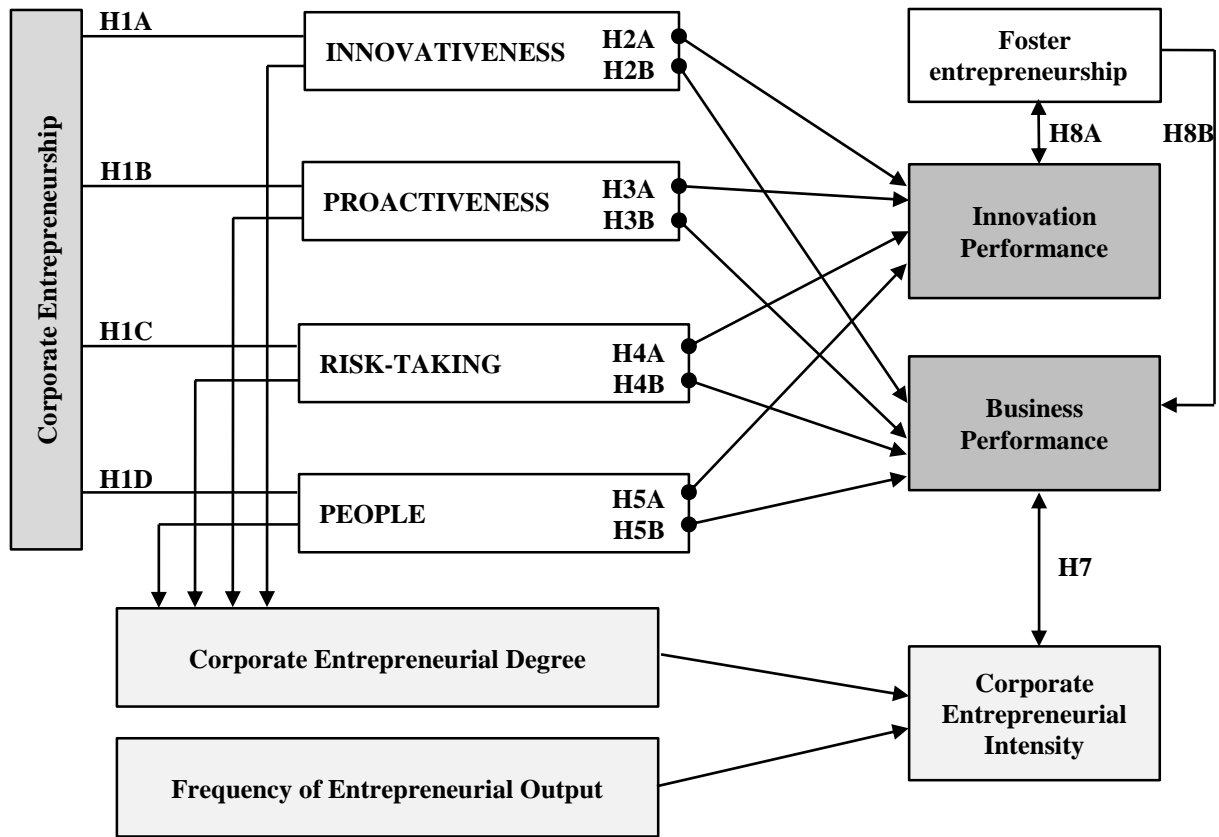 Corporate Entrepreneurship
H1A
INNOVATIVENESS
H2A
H2B
H1B
PROACTIVENESS
H3A
H3B
H1C
RISK-TAKING
H4A
H4B
H1D
PEOPLE
H5A
H5B
Foster
entrepreneurship
H8A
H8B
Innovation
Performance
Business
Performance
H7
Corporate Entrepreneurial Degree
Corporate
Entrepreneurial
Intensity
Frequency of Entrepreneurial Output